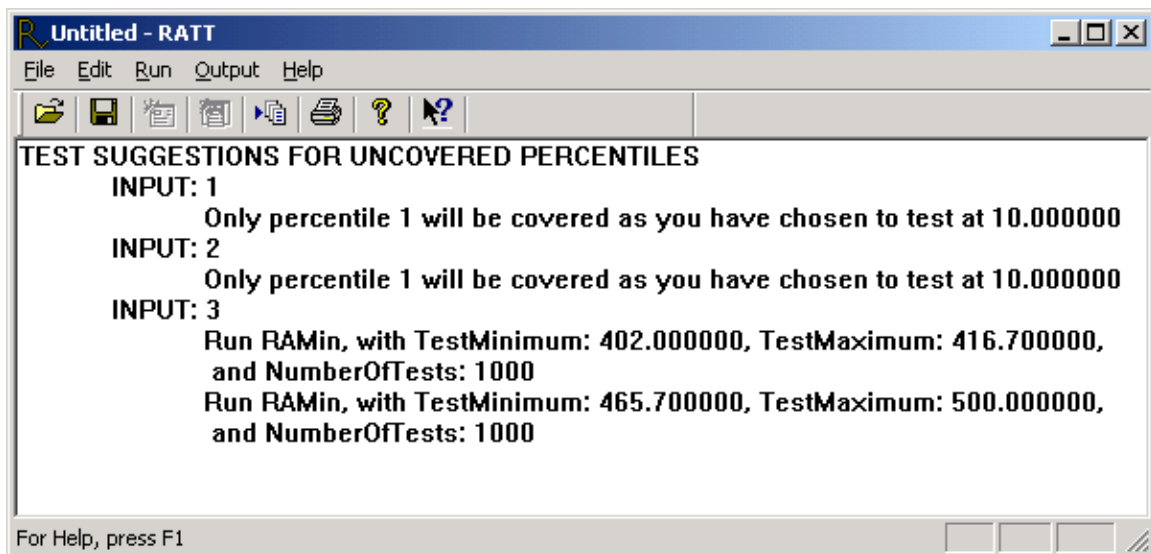 Untitled - RATT
File Edit Run Output Help
TEST SUGGESTIONS FOR UNCOVERED PERCENTILES
INPUT: 1
Only percentile 1 will be covered as you have chosen to test at 10.000000
INPUT: 2
Only percentile 1 will be covered as you have chosen to test at 10.000000
INPUT: 3
Run RAMin, with TestMinimum: 402.000000, TestMaximum: 416.700000,
and NumberOfTests: 1000
Run RAMin, with TestMinimum: 465.700000, TestMaximum: 500.000000,
and NumberOfTests: 1000
For Help, press F1